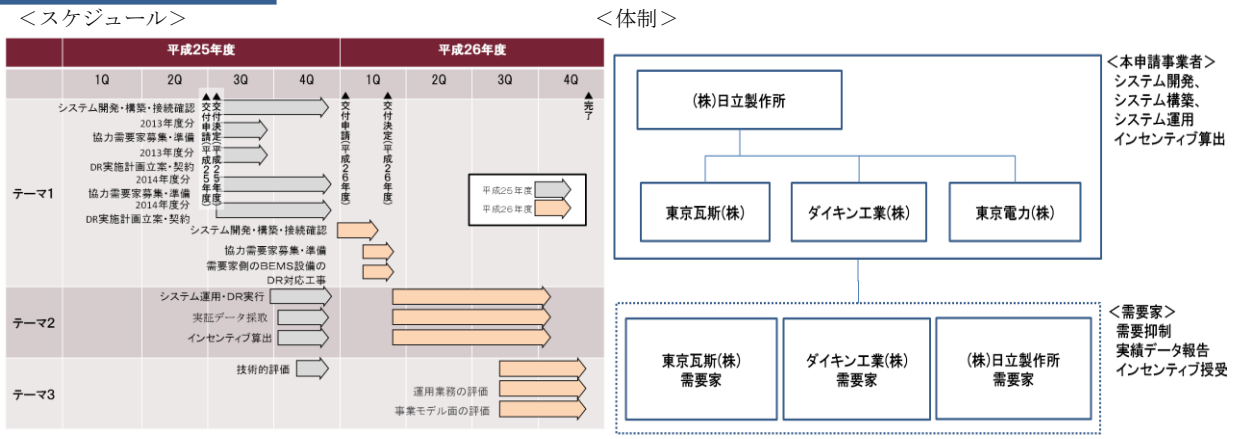 ＜スケジュール＞
平成25年度
平成26年度
1Q
2Q
3Q
4Q
1Q
2Q
3Q
4Q
▲交付申請(平成25年度)
▲交付決定(平成25年度)
▲交付申請(平成26年度)
▲交付決定(平成26年度)
▲完了
テーマ1
システム開発・構築・接続確認
2013年度分
協力需要家募集・準備
2013年度分
DR実施計画立案・契約
2014年度分
協力需要家募集・準備
2014年度分
DR実施計画立案・契約
システム開発・構築・接続確認
協力需要家募集・準備
需要家側のBEMS設備の
DR対応工事
平成25年度
平成26年度
テーマ2
システム運用・DR実行
実証データ採取
インセンティブ算出
テーマ3
技術的評価
運用業務の評価
事業モデル面の評価
＜体制＞
(株)日立製作所
東京瓦斯(株)
ダイキン工業(株)
東京電力(株)
＜本申請事業者＞
システム開発、
システム構築、
システム運用
インセンティブ算出
東京瓦斯(株)
需要家
ダイキン工業(株)
需要家
(株)日立製作所
需要家
＜需要家＞
需要抑制
実績データ報告
インセンティブ授受